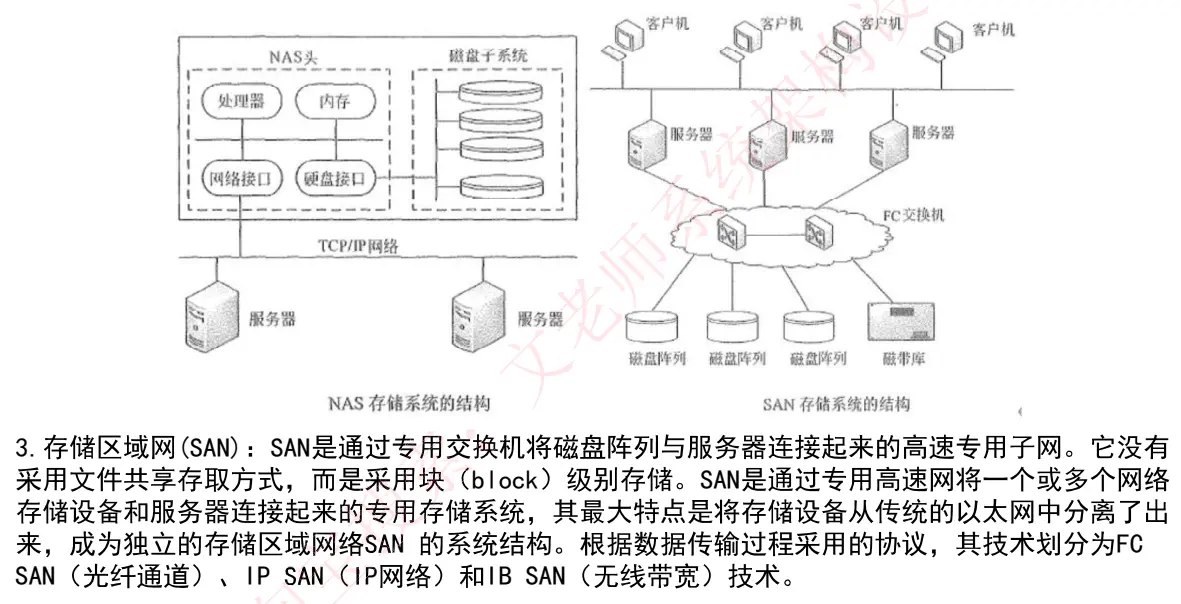 NAS头
磁盘子系统
处理器
内存
网络接口
硬盘接口
TCP/IP网络
服务器
服务器
NAS 存储系统的结构
客户机
客户机
客户机
客户机
服务器
服务器
服务器
FC交换机
磁盘阵列
磁盘阵列
磁盘阵列
磁带库
SAN 存储系统的结构
3.存储区域网(SAN)：SAN是通过专用交换机将磁盘阵列与服务器连接起来的高速专用子网。它没有
采用文件共享存取方式，而是采用块（block）级别存储。SAN是通过专用高速网将一个或多个网络
存储设备和服务器连接起来的专用存储系统，其最大特点是将存储设备从传统的以太网中分离了出
来，成为独立的存储区域网络SAN 的系统结构。根据数据传输过程采用的协议，其技术划分为FC
SAN（光纤通道）、IP SAN（IP网络）和IB SAN（无线带宽）技术。
文老师系统架构设